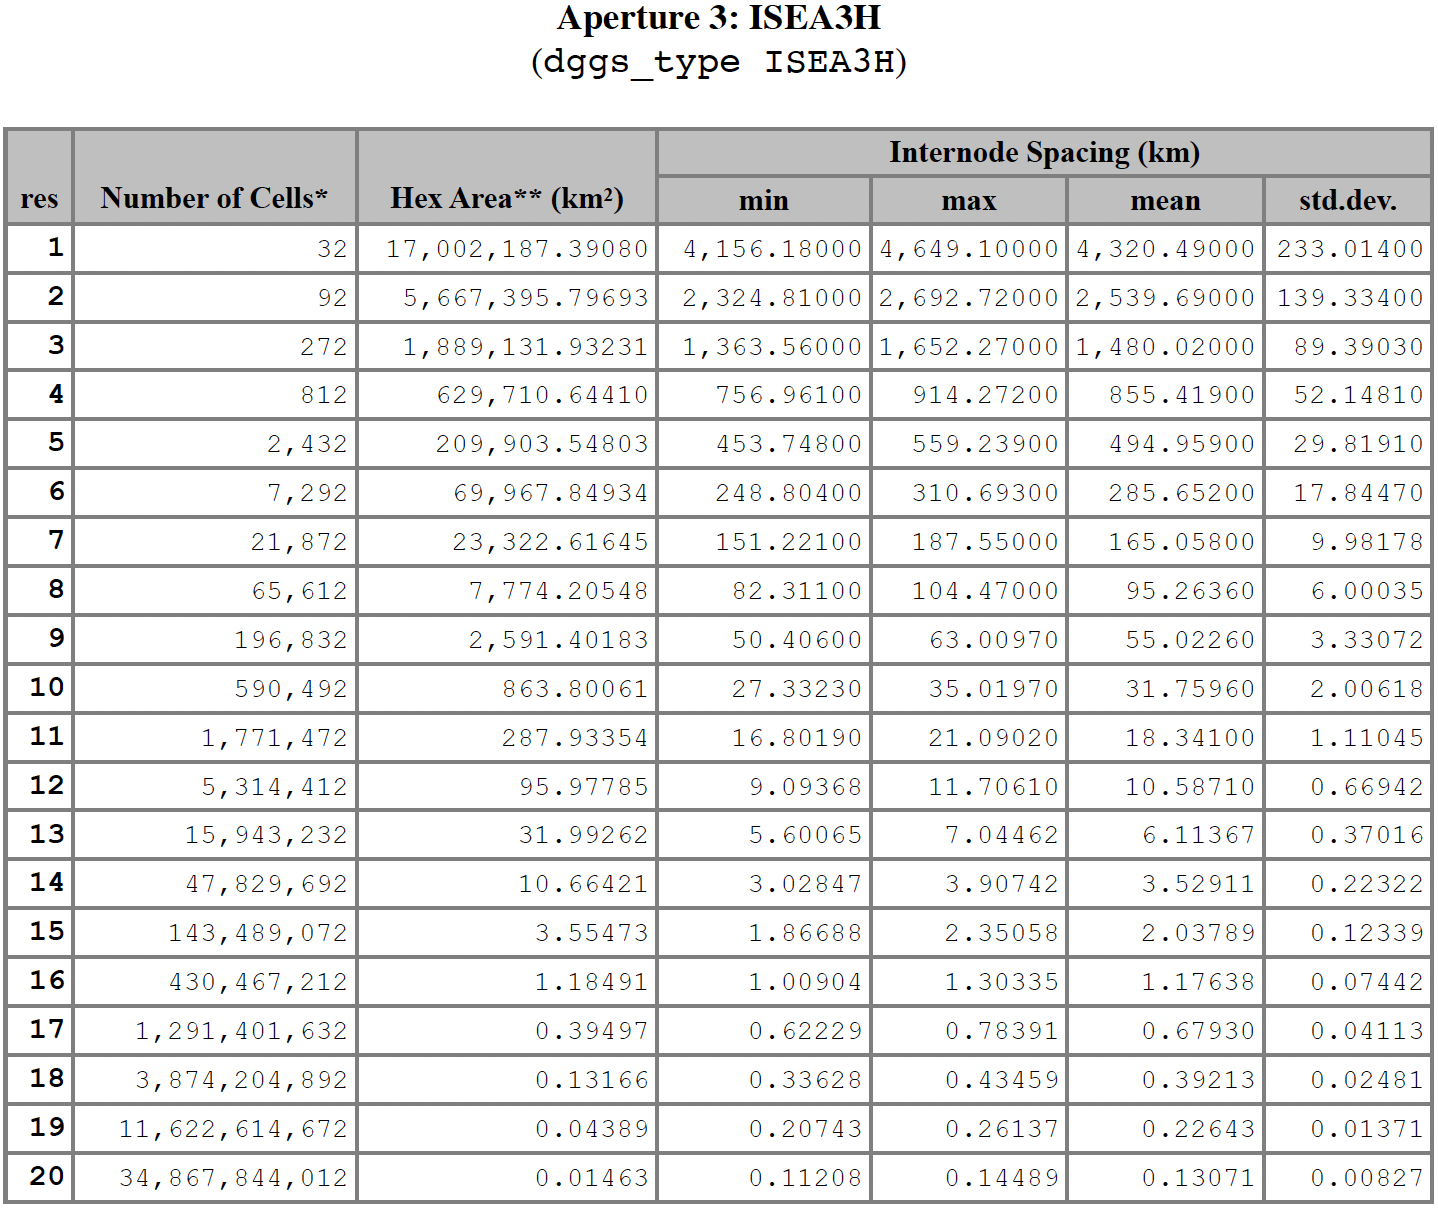 Aperture 3: ISEA3H
(dggs_type ISEA3H)
Internode Spacing (km)
res Number of Cells* Hex Area** (km²) min max mean std.dev.
1 32 17,002,187.39080 4,156.18000 4,649.10000 4,320.49000 233.01400
2 92 5,667,395.79693 2,324.81000 2,692.72000 2,539.69000 139.33400
3 272 1,889,131.93231 1,363.56000 1,652.27000 1,480.02000 89.39030
4 812 629,710.64410 756.96100 914.27200 855.41900 52.14810
5 2,432 209,903.54803 453.74800 559.23900 494.95900 29.81910
6 7,292 69,967.84934 248.80400 310.69300 285.65200 17.84470
7 21,872 23,322.61645 151.22100 187.55000 165.05800 9.98178
8 65,612 7,774.20548 82.31100 104.47000 95.26360 6.00035
9 196,832 2,591.40183 50.40600 63.00970 55.02260 3.33072
10 590,492 863.80061 27.33230 35.01970 31.75960 2.00618
11 1,771,472 287.93354 16.80190 21.09020 18.34100 1.11045
12 5,314,412 95.97785 9.09368 11.70610 10.58710 0.66942
13 15,943,232 31.99262 5.60065 7.04462 6.11367 0.37016
14 47,829,692 10.66421 3.02847 3.90742 3.52911 0.22322
15 143,489,072 3.55473 1.86688 2.35058 2.03789 0.12339
16 430,467,212 1.18491 1.00904 1.30335 1.17638 0.07442
17 1,291,401,632 0.39497 0.62229 0.78391 0.67930 0.04113
18 3,874,204,892 0.13166 0.33628 0.43459 0.39213 0.02481
19 11,622,614,672 0.04389 0.20743 0.26137 0.22643 0.01371
20 34,867,844,012 0.01463 0.11208 0.14489 0.13071 0.00827